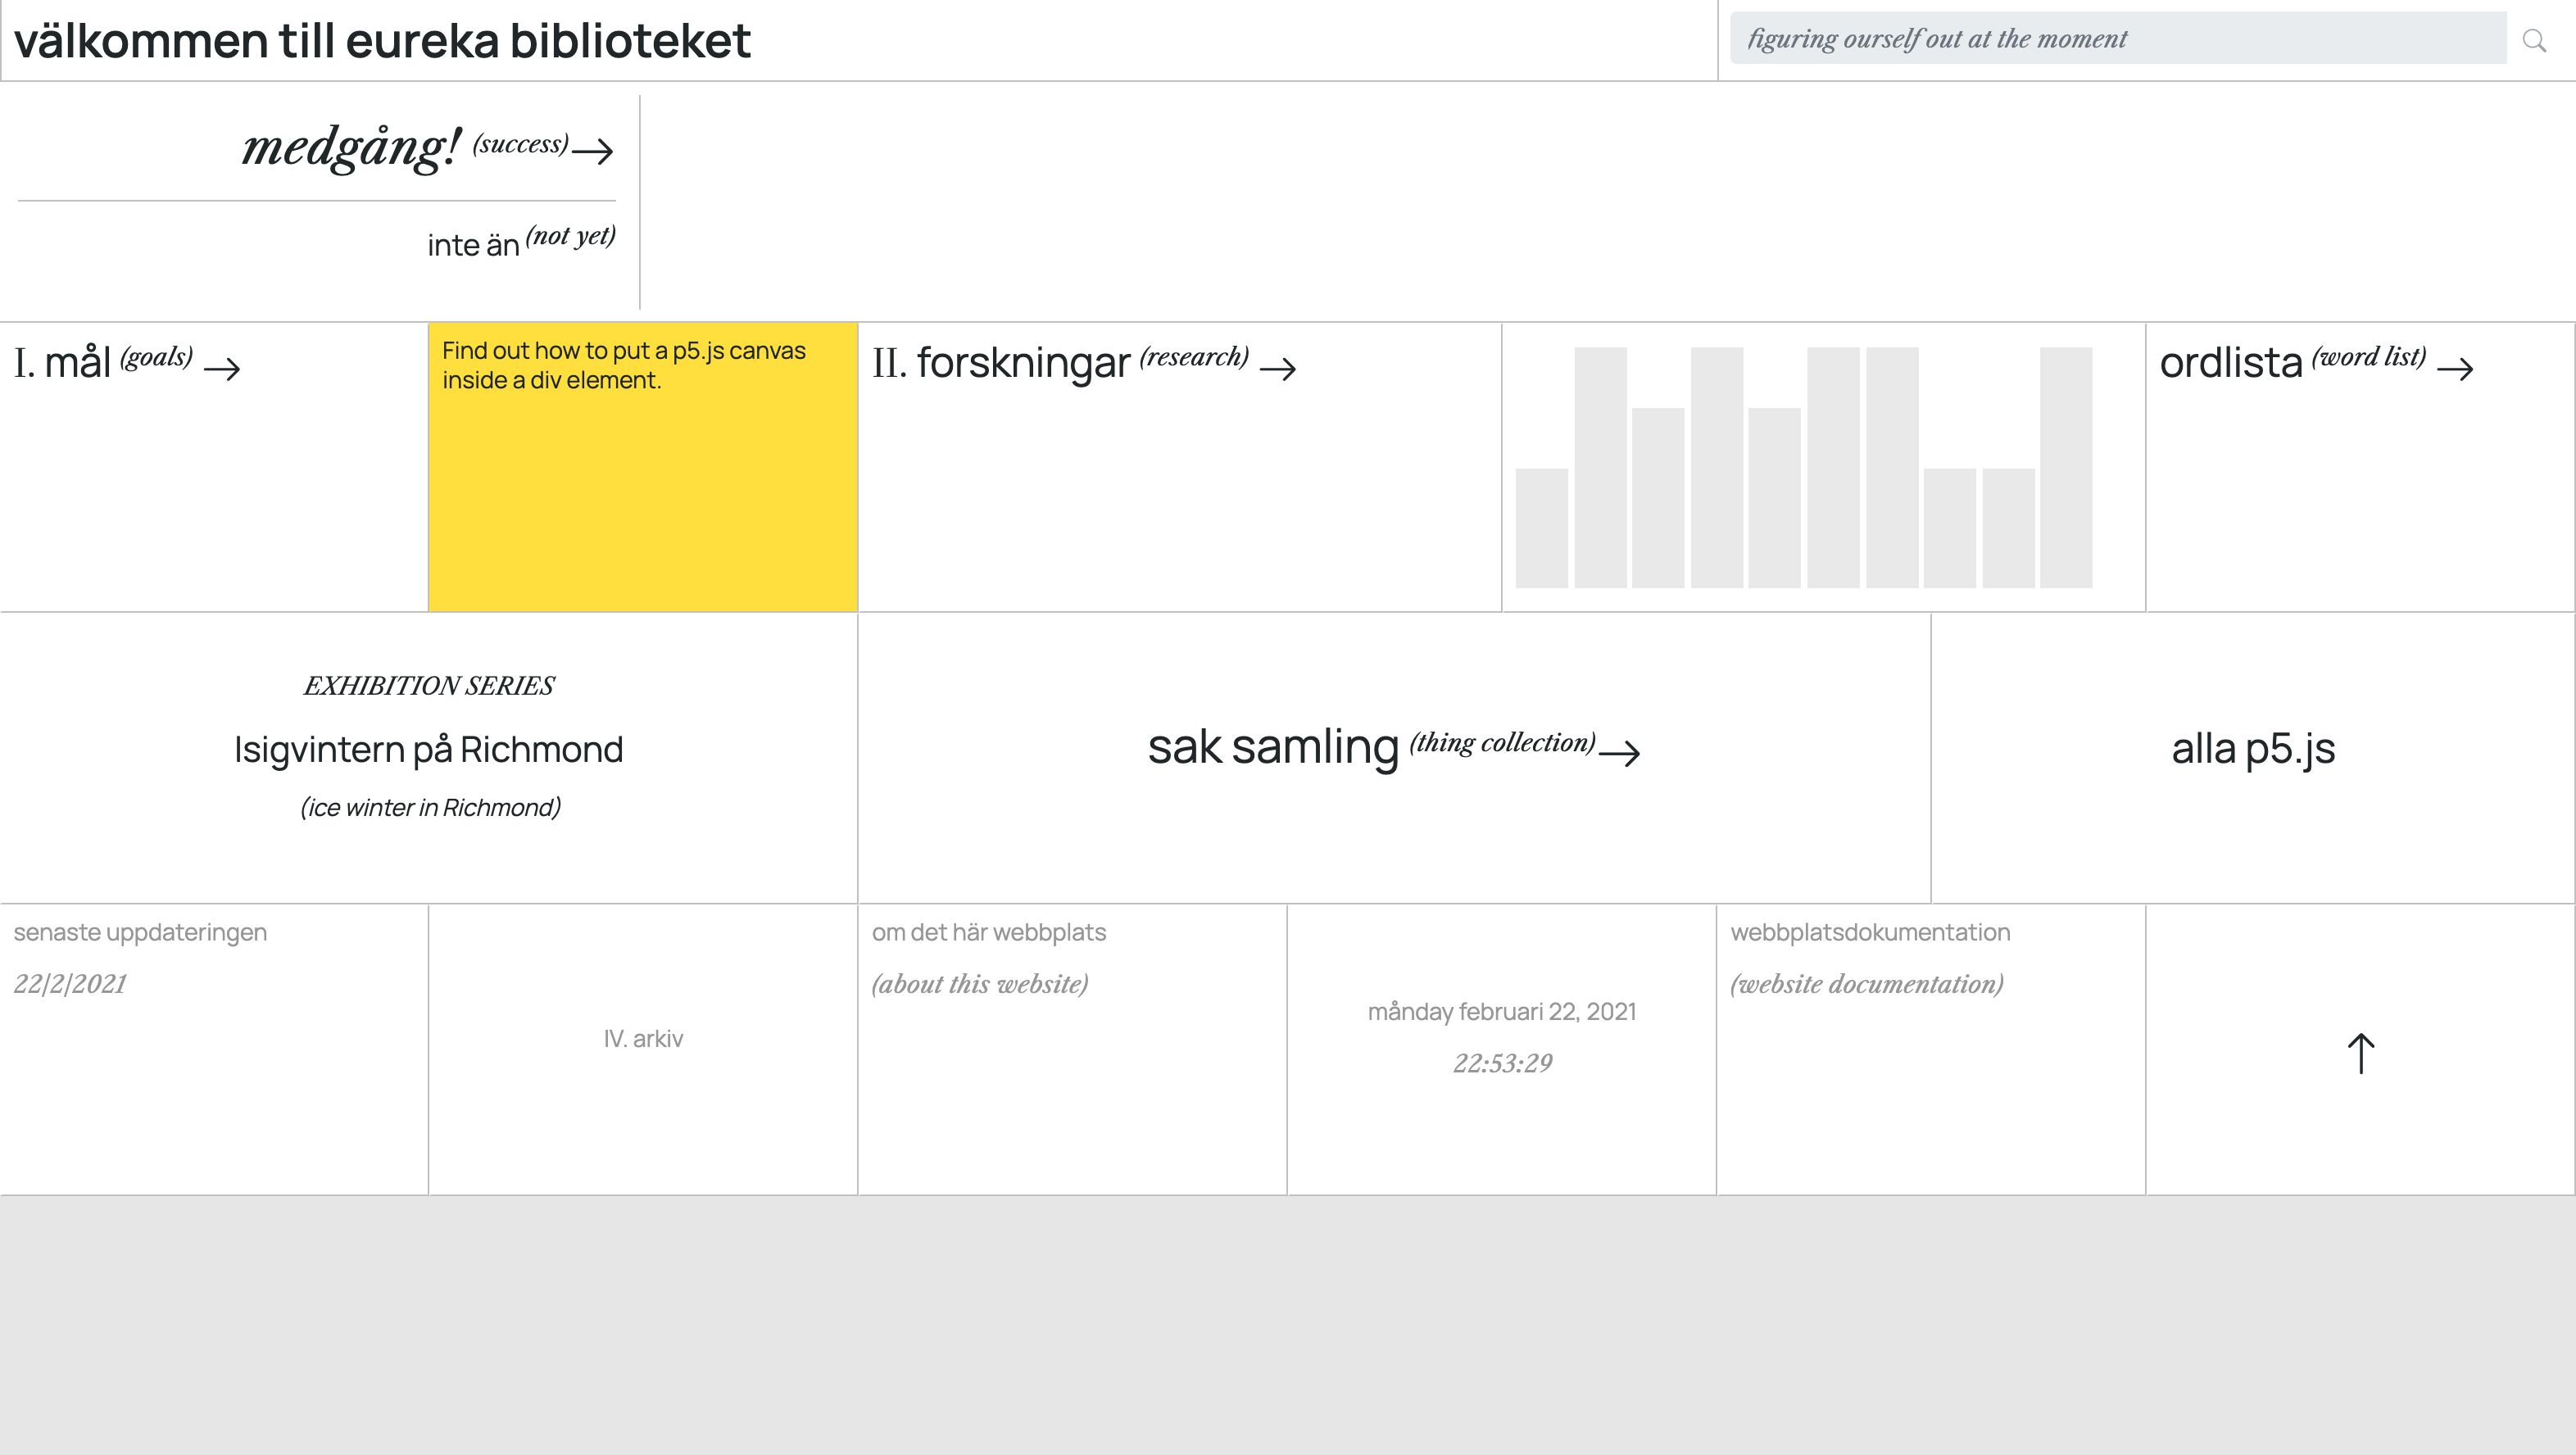 välkommen till eureka biblioteket
figuring ourself out at the moment
medgång! (success)→
inte än (not yet)
I. mål (goals) →
Find out how to put a p5.js canvas
inside a div element.
II. forskningar (research) →
ordlista (word list) →
EXHIBITION SERIES
Isigvintern på Richmond
(ice winter in Richmond)
sak samling (thing collection)→
alla p5.js
senaste uppdateringen
22/2/2021
IV. arkiv
om det här webbplats
(about this website)
måndag februari 22, 2021
22:53:29
webbplatsdokumentation
(website documentation)
↑